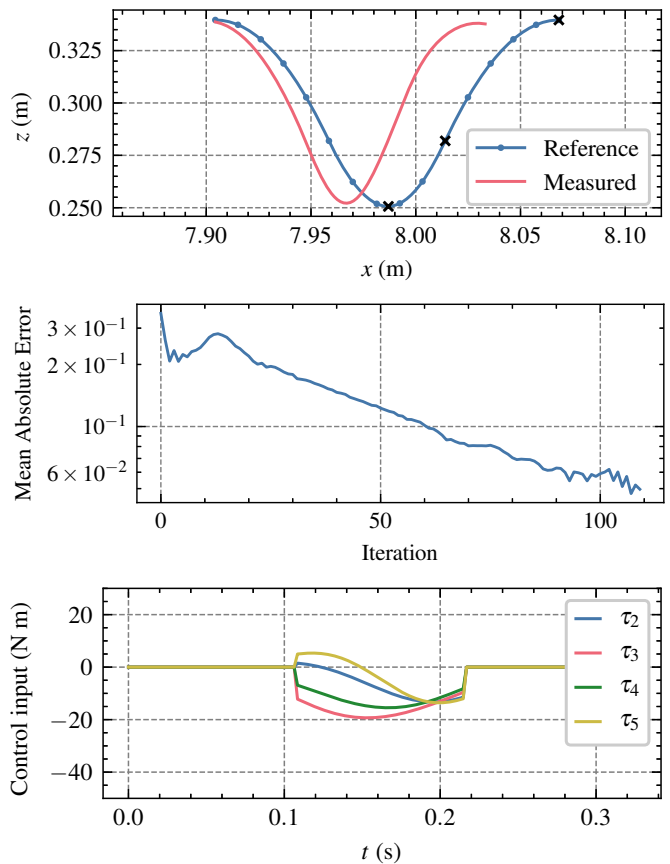 0.325
0.300
0.275
0.250
z (m)
7.90
7.95
8.00
8.05
8.10
x (m)
Reference
Measured
3 × 10⁻¹
2 × 10⁻¹
10⁻¹
6 × 10⁻²
Mean Absolute Error
0
50
100
Iteration
20
0
−20
−40
Control input (N m)
0.0
0.1
0.2
0.3
t (s)
τ₂
τ₃
τ₄
τ₅